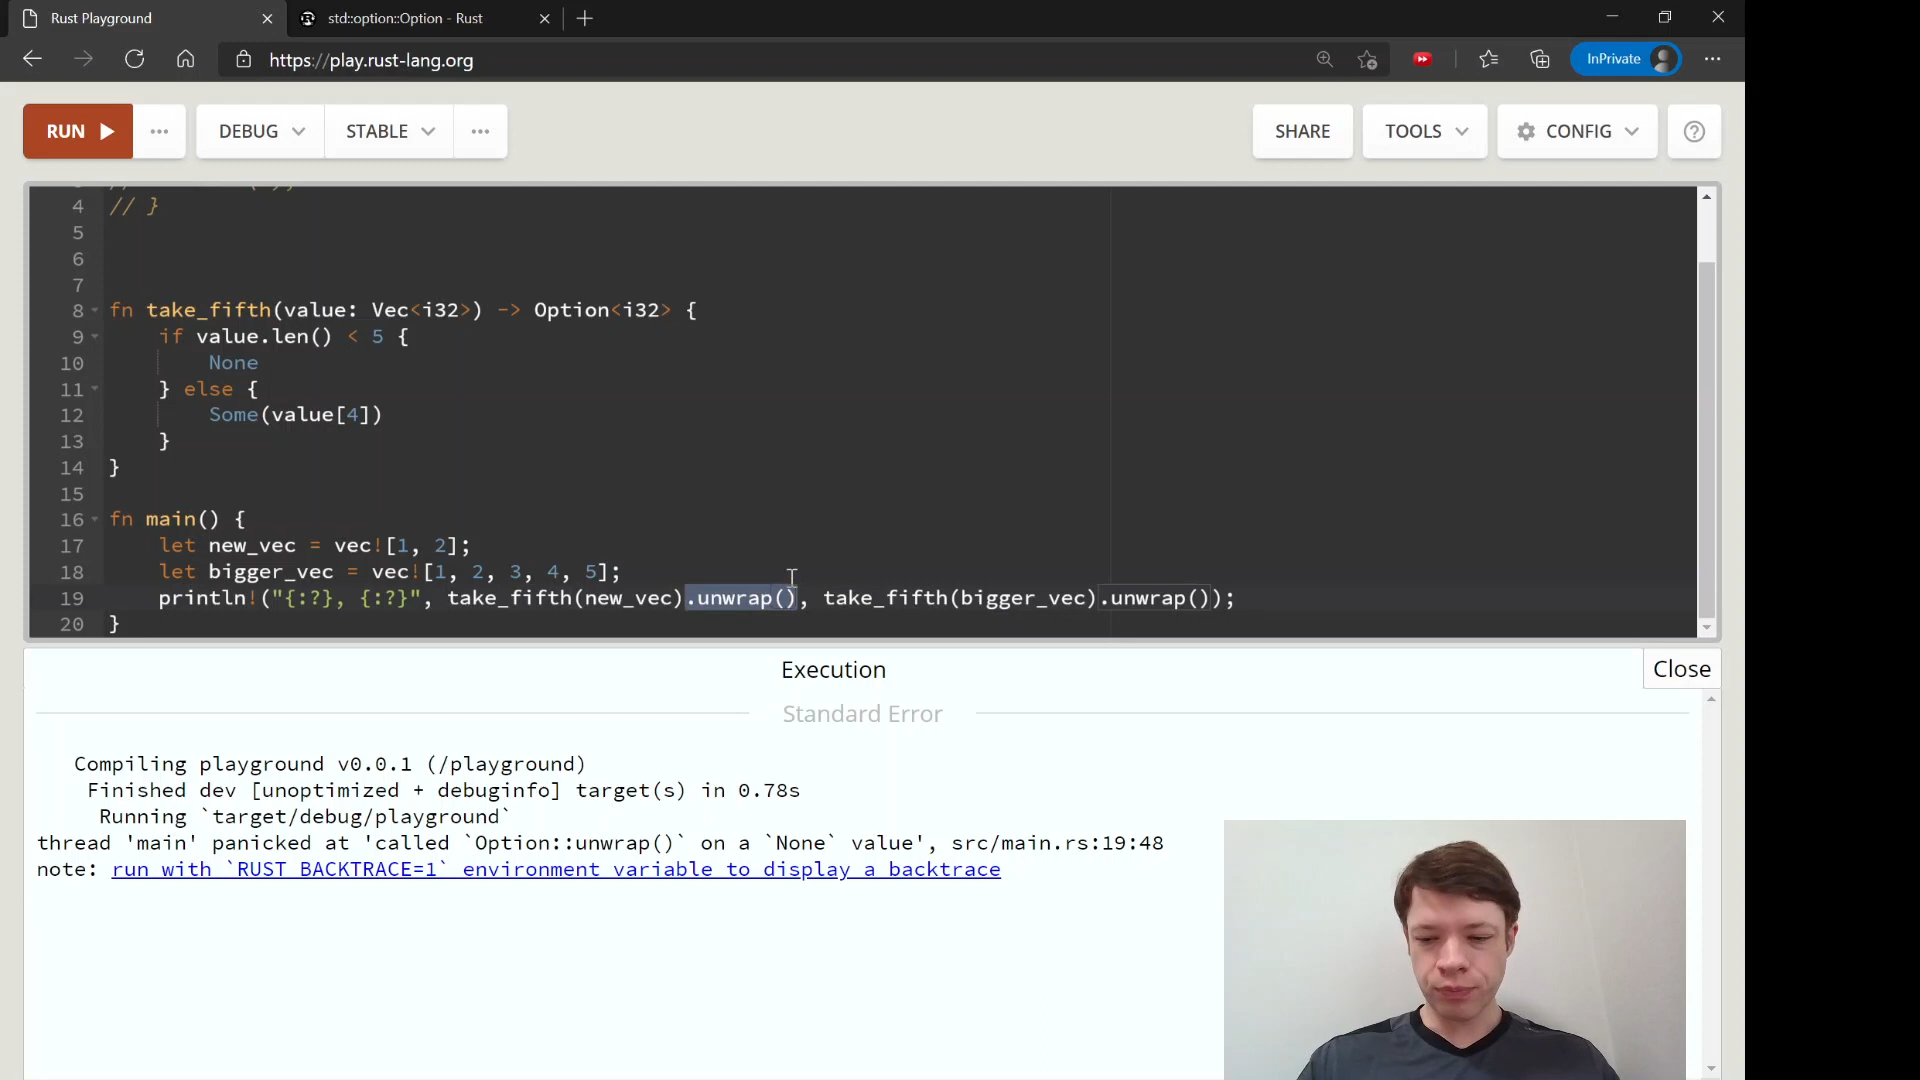 Rust Playground
std::option::Option - Rust
https://play.rust-lang.org
InPrivate
RUN
DEBUG
STABLE
SHARE
TOOLS
CONFIG
4 // }
5
6
7
8 fn take_fifth(value: Vec<i32>) -> Option<i32> {
9 if value.len() < 5 {
10 None
11 } else {
12 Some(value[4])
13 }
14 }
15
16 fn main() {
17 let new_vec = vec![1, 2];
18 let bigger_vec = vec![1, 2, 3, 4, 5];
19 println!("{:?}, {:?}", take_fifth(new_vec).unwrap(), take_fifth(bigger_vec).unwrap());
20 }
Execution
Close
Standard Error
Compiling playground v0.0.1 (/playground)
Finished dev [unoptimized + debuginfo] target(s) in 0.78s
Running `target/debug/playground`
thread 'main' panicked at 'called `Option::unwrap()` on a `None` value', src/main.rs:19:48
note: run with `RUST_BACKTRACE=1` environment variable to display a backtrace